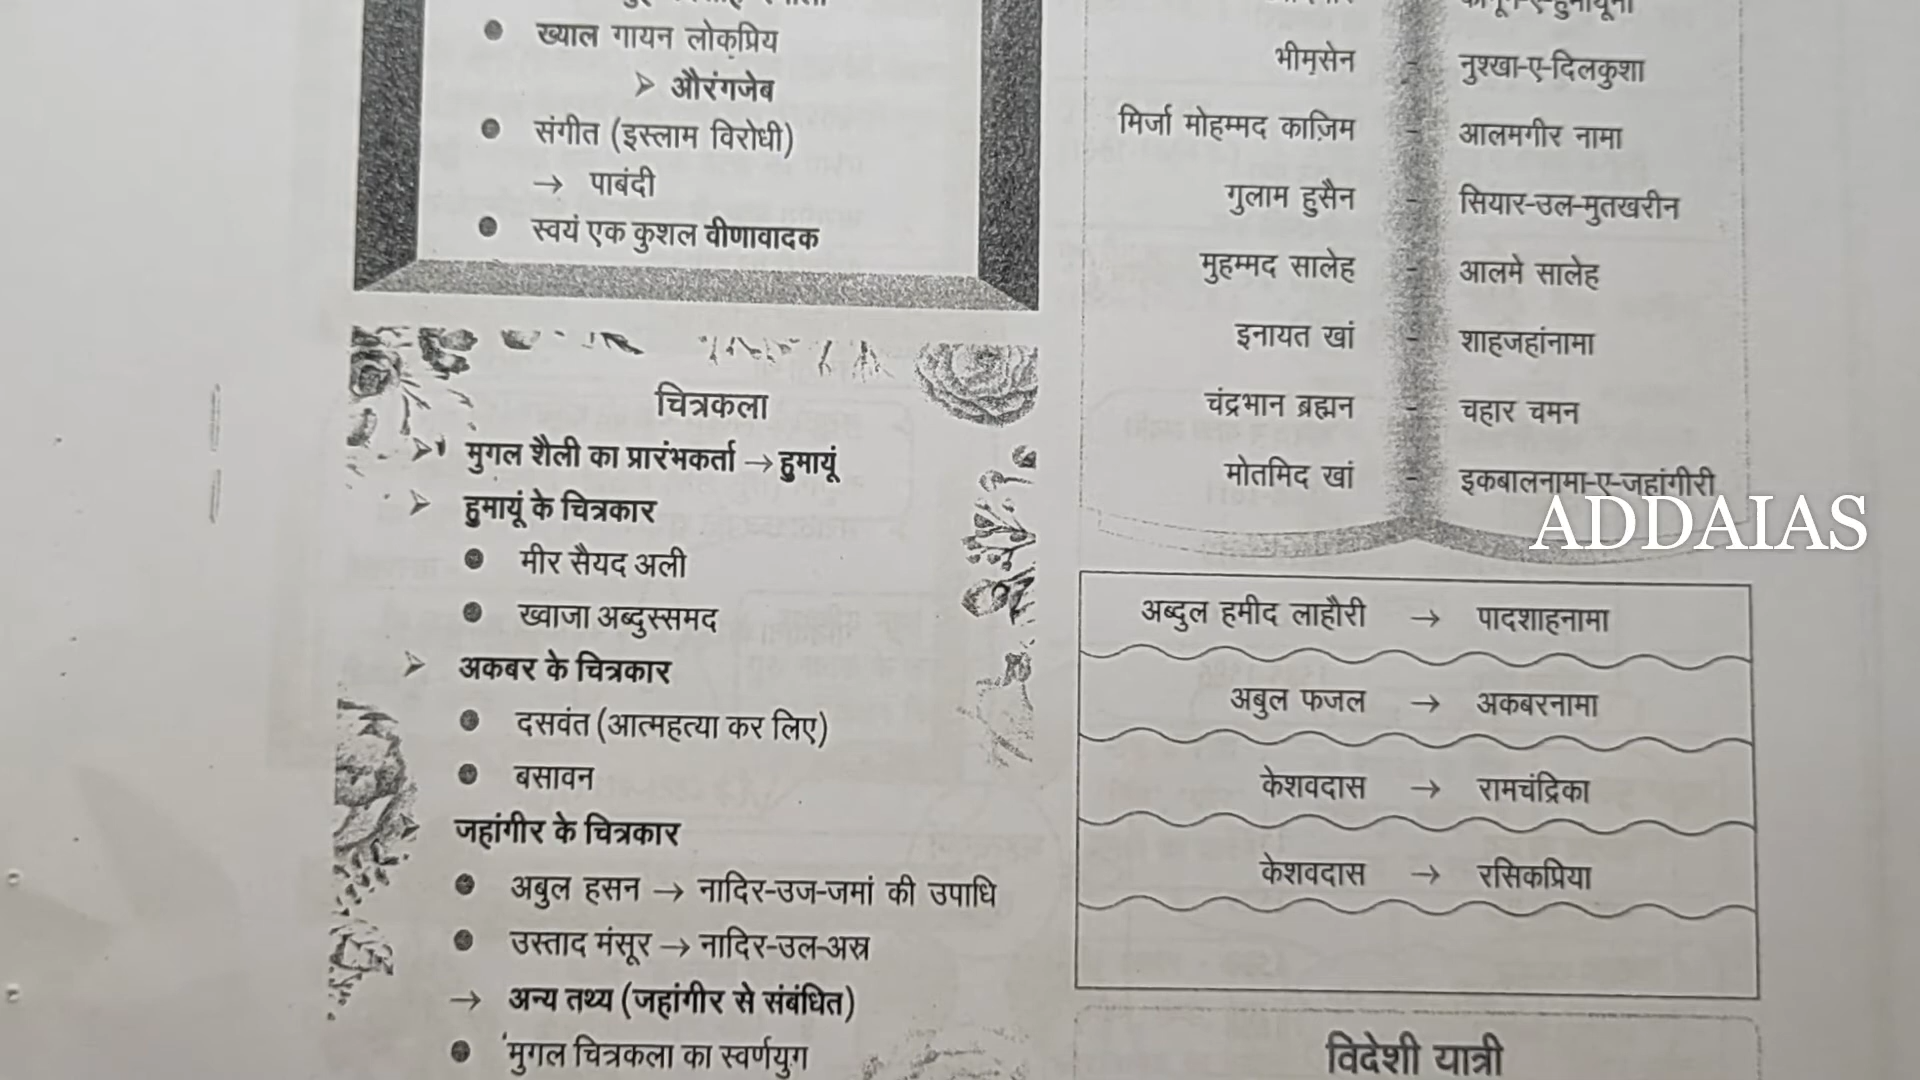 ख्याल गायन लोकप्रिय
औरंगजेब
संगीत (इस्लाम विरोधी)
→ पाबंदी
स्वयं एक कुशल वीणावादक
चित्रकला
मुगल शैली का प्रारंभकर्ता → हुमायूं
हुमायूं के चित्रकार
मीर सैयद अली
ख्वाजा अब्दुस्समद
अकबर के चित्रकार
दसवंत (आत्महत्या कर लिए)
बसावन
जहांगीर के चित्रकार
अबुल हसन → नादिर-उज-जमां की उपाधि
उस्ताद मंसूर → नादिर-उल-अस्र
→ अन्य तथ्य (जहांगीर से संबंधित)
'मुगल चित्रकला का स्वर्णयुग
कानून-ए-हुमायूनी
भीमसेन - नुश्खा-ए-दिलकुशा
मिर्जा मोहम्मद काज़िम - आलमगीर नामा
गुलाम हुसैन - सियार-उल-मुतखरीन
मुहम्मद सालेह - आलमे सालेह
इनायत खां - शाहजहांनामा
चंद्रभान ब्रह्मन - चहार चमन
मोतमिद खां - इकबालनामा-ए-जहांगीरी
ADDAIAS
अब्दुल हमीद लाहौरी → पादशाहनामा
अबुल फजल → अकबरनामा
केशवदास → रामचंद्रिका
केशवदास → रसिकप्रिया
विदेशी यात्री